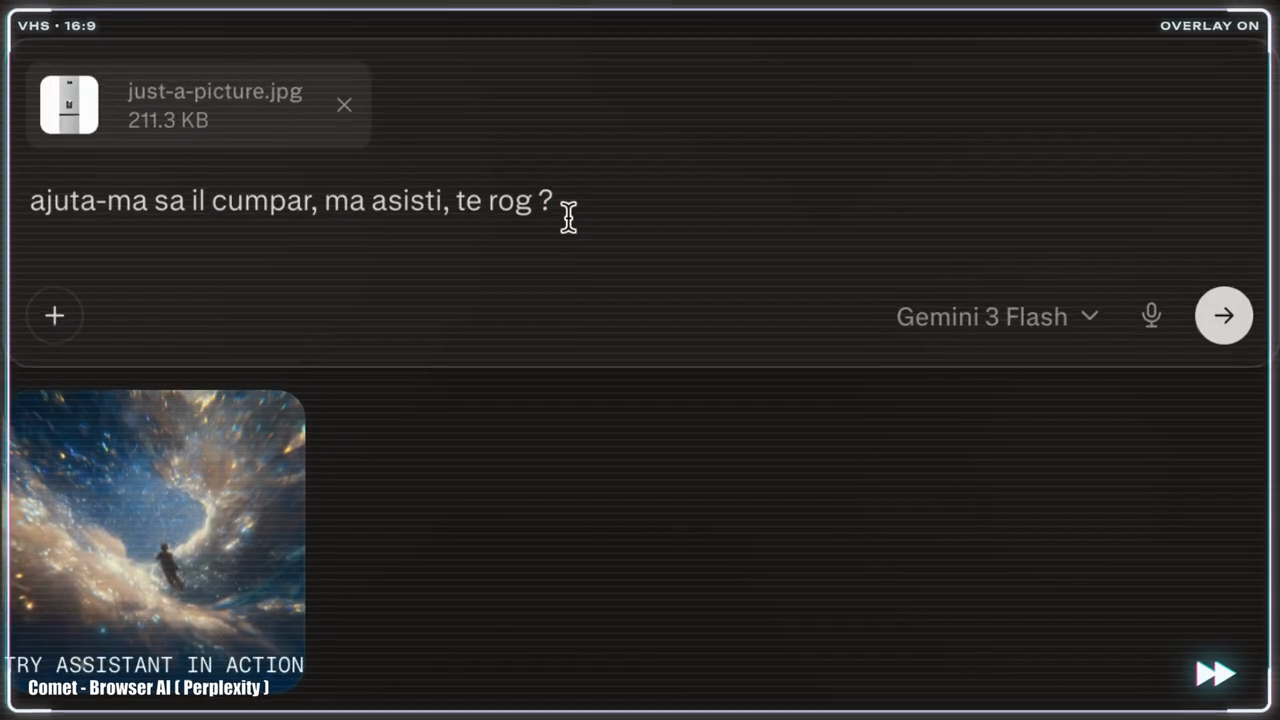 VHS • 16:9
OVERLAY ON
just-a-picture.jpg
211.3 KB
ajuta-ma sa il cumpar, ma asisti, te rog ?
Gemini 3 Flash
TRY ASSISTANT IN ACTION
Comet - Browser AI ( Perplexity )